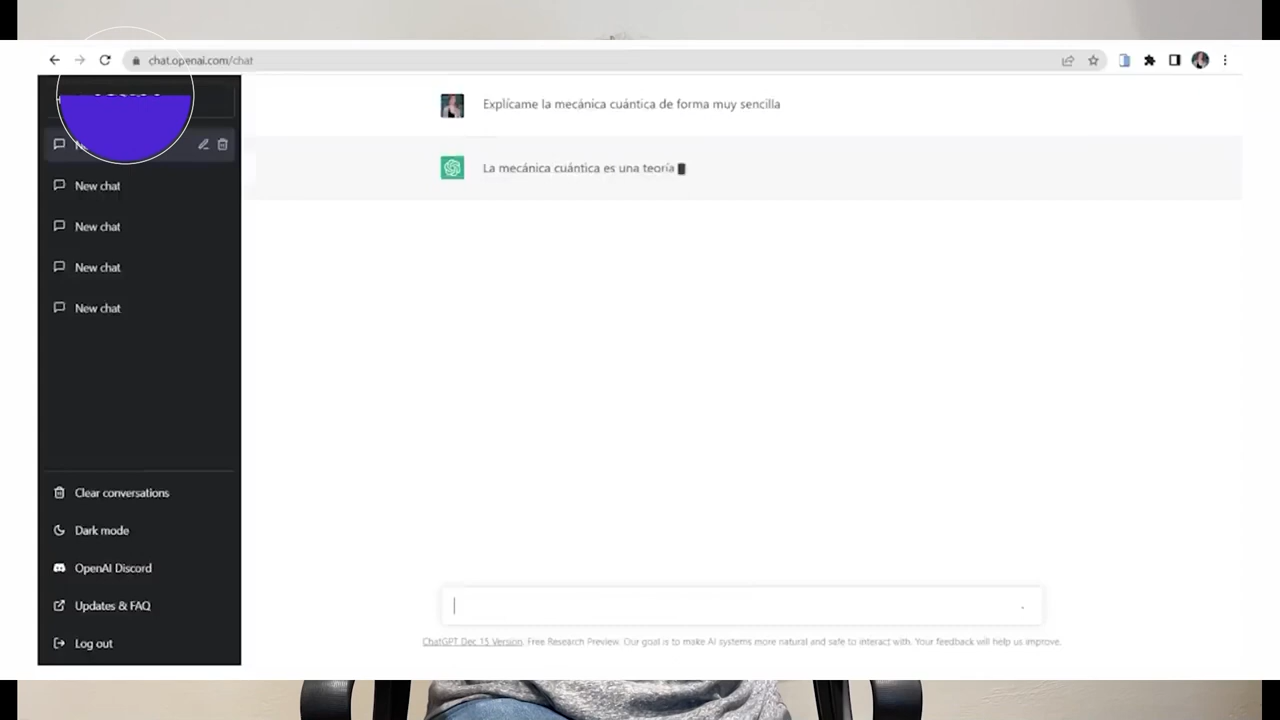 chat.openai.com/chat
Explícame la mecánica cuántica de forma muy sencilla
La mecánica cuántica es una teoría
New chat
New chat
New chat
New chat
Clear conversations
Dark mode
OpenAI Discord
Updates & FAQ
Log out
ChatGPT Dec 15 Version. Free Research Preview. Our goal is to make AI systems more natural and safe to interact with. Your feedback will help us improve.